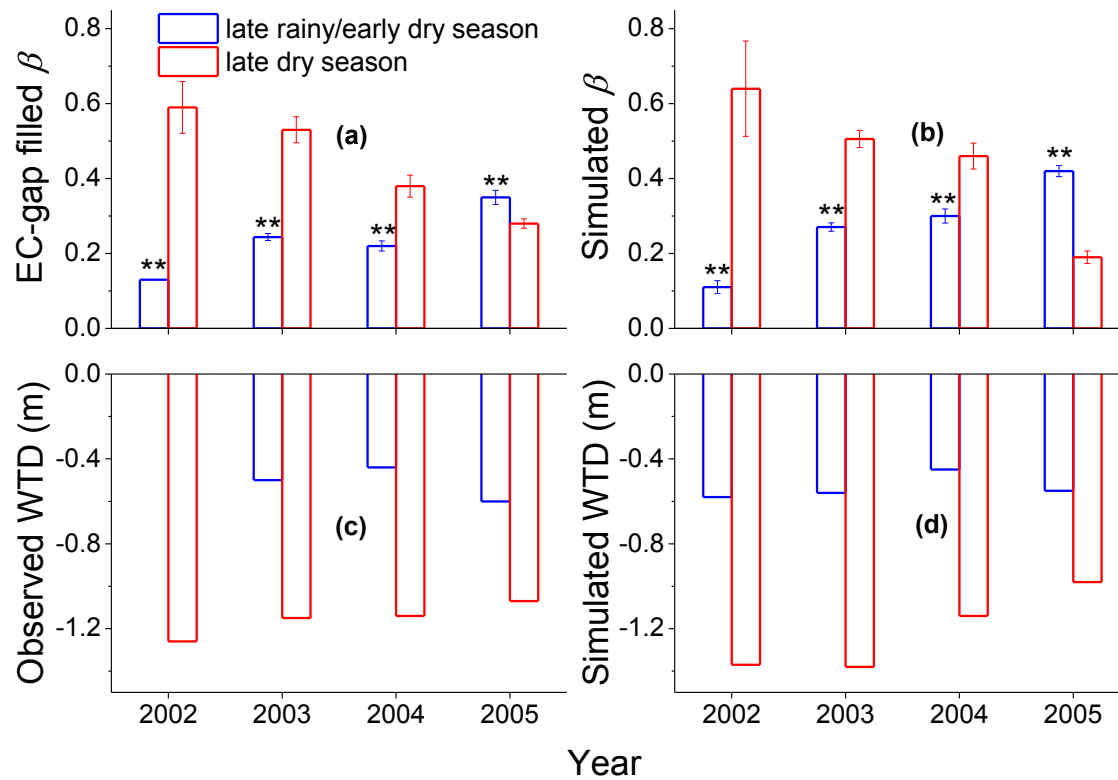 late rainy/early dry season
late dry season
EC-gap filled β
0.8
0.6
0.4
0.2
0.0
(a)
**
**
**
**
Simulated β
0.8
0.6
0.4
0.2
0.0
(b)
**
**
**
**
Observed WTD (m)
0.0
-0.4
-0.8
-1.2
(c)
2002 2003 2004 2005
Simulated WTD (m)
0.0
-0.4
-0.8
-1.2
(d)
2002 2003 2004 2005
Year